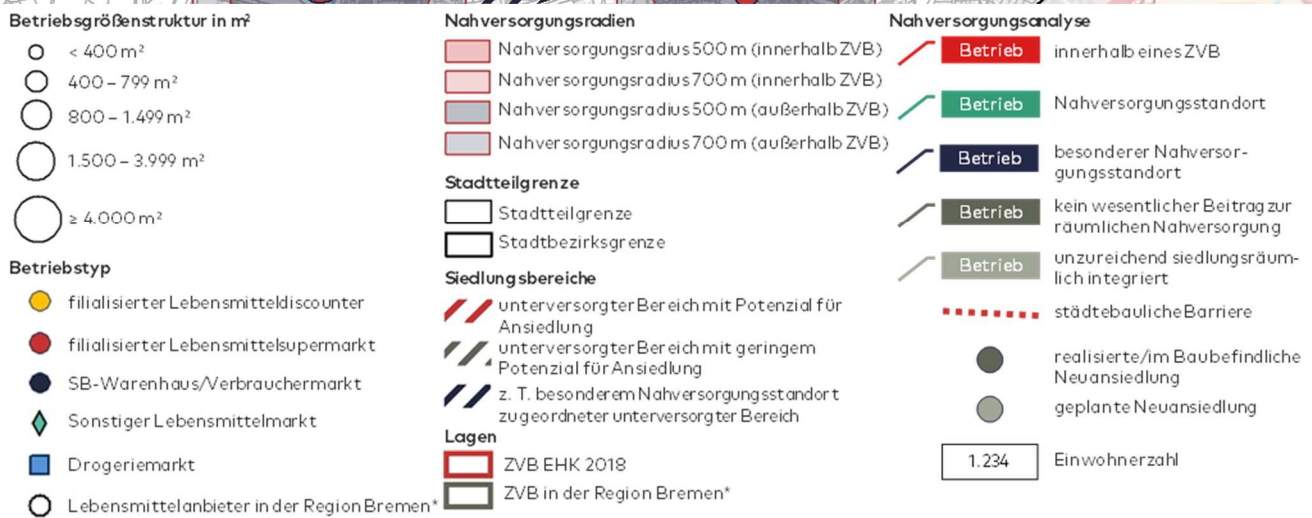 Betriebsgrößenstruktur in m²
< 400 m²
400 – 799 m²
800 – 1.499 m²
1.500 – 3.999 m²
≥ 4.000 m²
Betriebstyp
filialisierter Lebensmitteldiscounter
filialisierter Lebensmittelsupermarkt
SB-Warenhaus/Verbrauchermarkt
Sonstiger Lebensmittelmarkt
Drogeriemarkt
Lebensmittelanbieter in der Region Bremen*
Nahversorgungsradien
Nahversorgungsradius 500 m (innerhalb ZVB)
Nahversorgungsradius 700 m (innerhalb ZVB)
Nahversorgungsradius 500 m (außerhalb ZVB)
Nahversorgungsradius 700 m (außerhalb ZVB)
Stadtteilgrenze
Stadtteilgrenze
Stadtbezirksgrenze
Siedlungsbereiche
unterversorgter Bereich mit Potenzial für
Ansiedlung
unterversorgter Bereich mit geringem
Potenzial für Ansiedlung
z. T. besonderem Nahversorgungsstandort
zugeordneter unterversorgter Bereich
Lagen
ZVB EHK 2018
ZVB in der Region Bremen*
Nahversorgungsanalyse
Betrieb innerhalb eines ZVB
Betrieb Nahversorgungsstandort
Betrieb besonderer Nahversor-
gungsstandort
Betrieb kein wesentlicher Beitrag zur
räumlichen Nahversorgung
Betrieb unzureichend siedlungsräum-
lich integriert
städtebauliche Barriere
realisierte/im Bau befindliche
Neuansiedlung
geplante Neuansiedlung
1.234 Einwohnerzahl